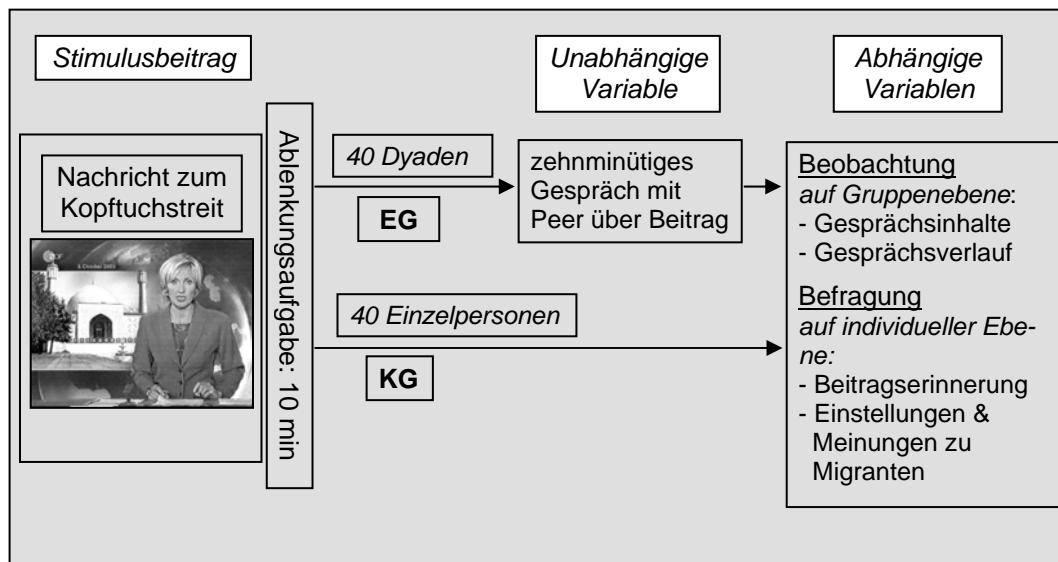 Stimulusbeitrag
Nachricht zum
Kopftuchstreit
Ablenkungsaufgabe: 10 min
40 Dyaden
EG
40 Einzelpersonen
KG
Unabhängige
Variable
zehnminütiges
Gespräch mit
Peer über Beitrag
Abhängige
Variablen
Beobachtung
auf Gruppenebene:
- Gesprächsinhalte
- Gesprächsverlauf
Befragung
auf individueller Ebe-
ne:
- Beitragserinnerung
- Einstellungen &
Meinungen zu
Migranten